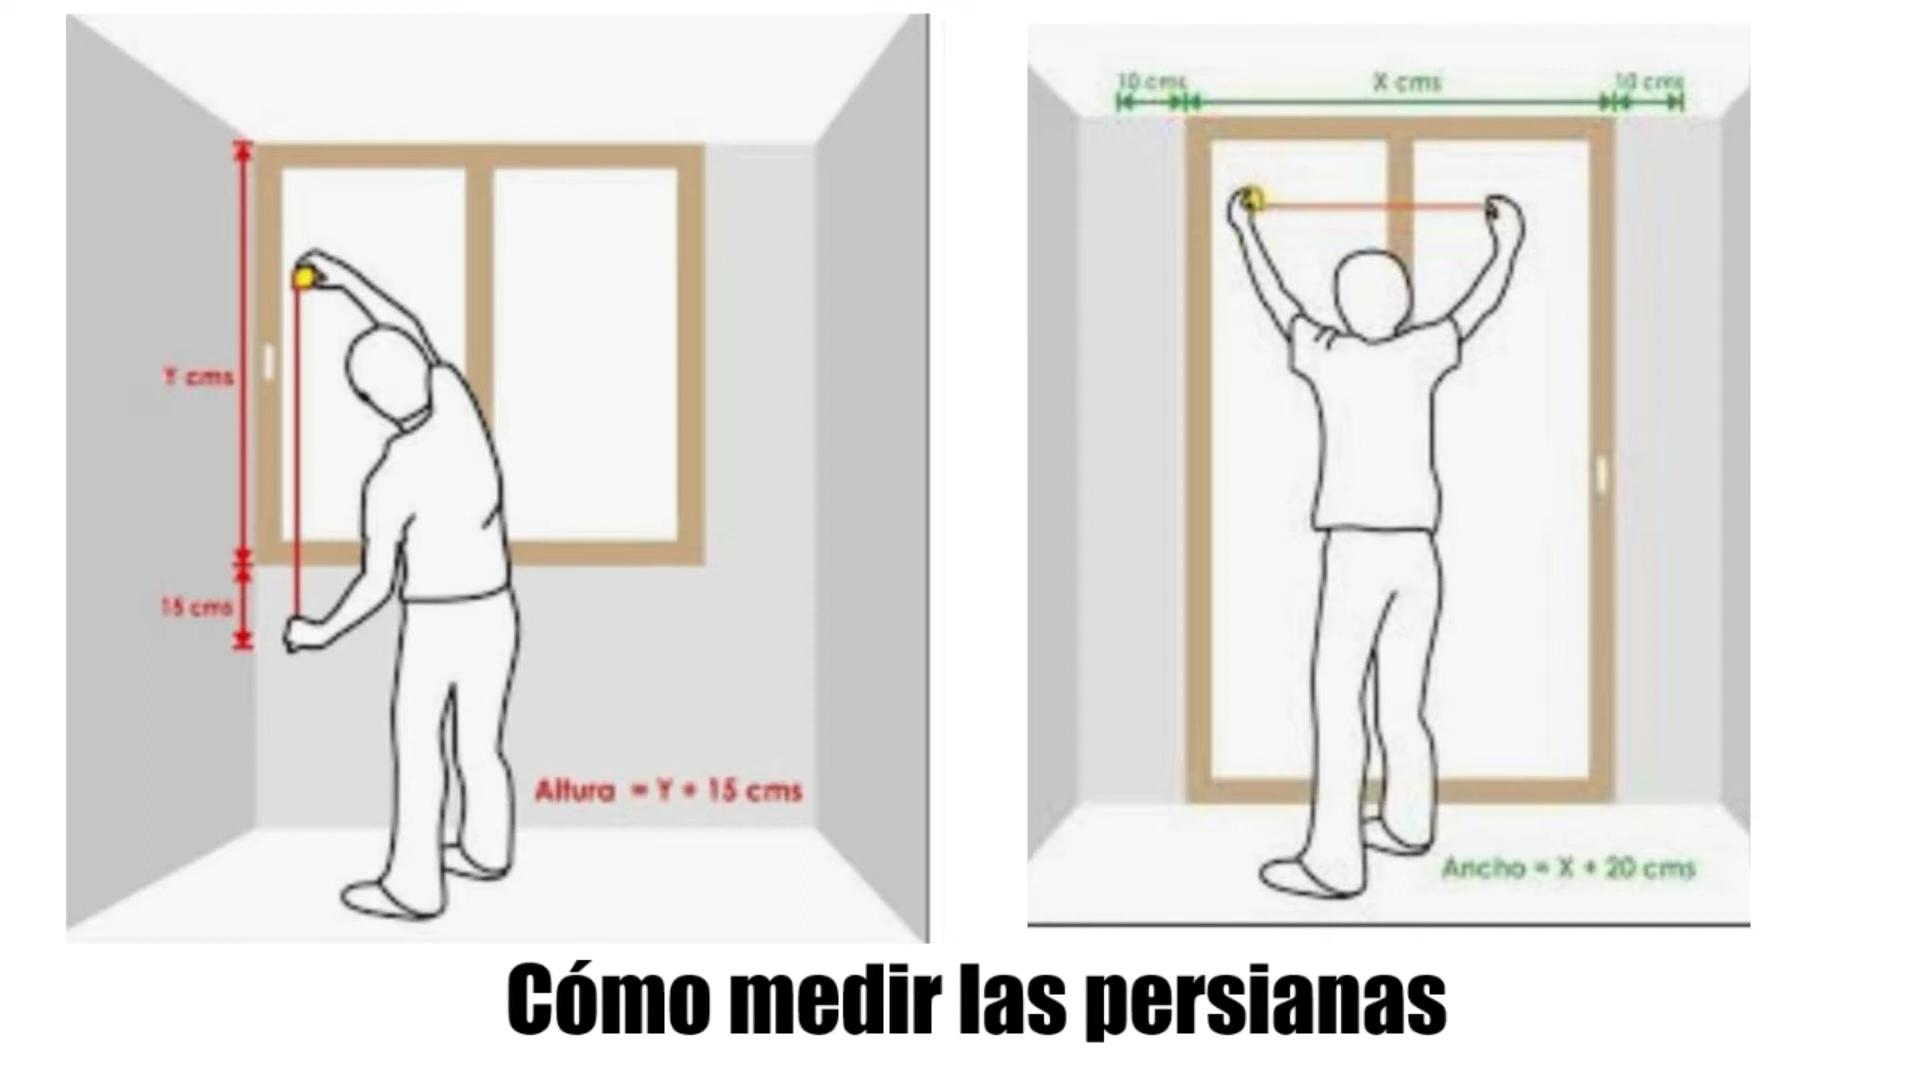 Y cms
15 cms
Altura = Y + 15 cms
10 cms X cms 10 cms
Ancho = X + 20 cms
Cómo medir las persianas